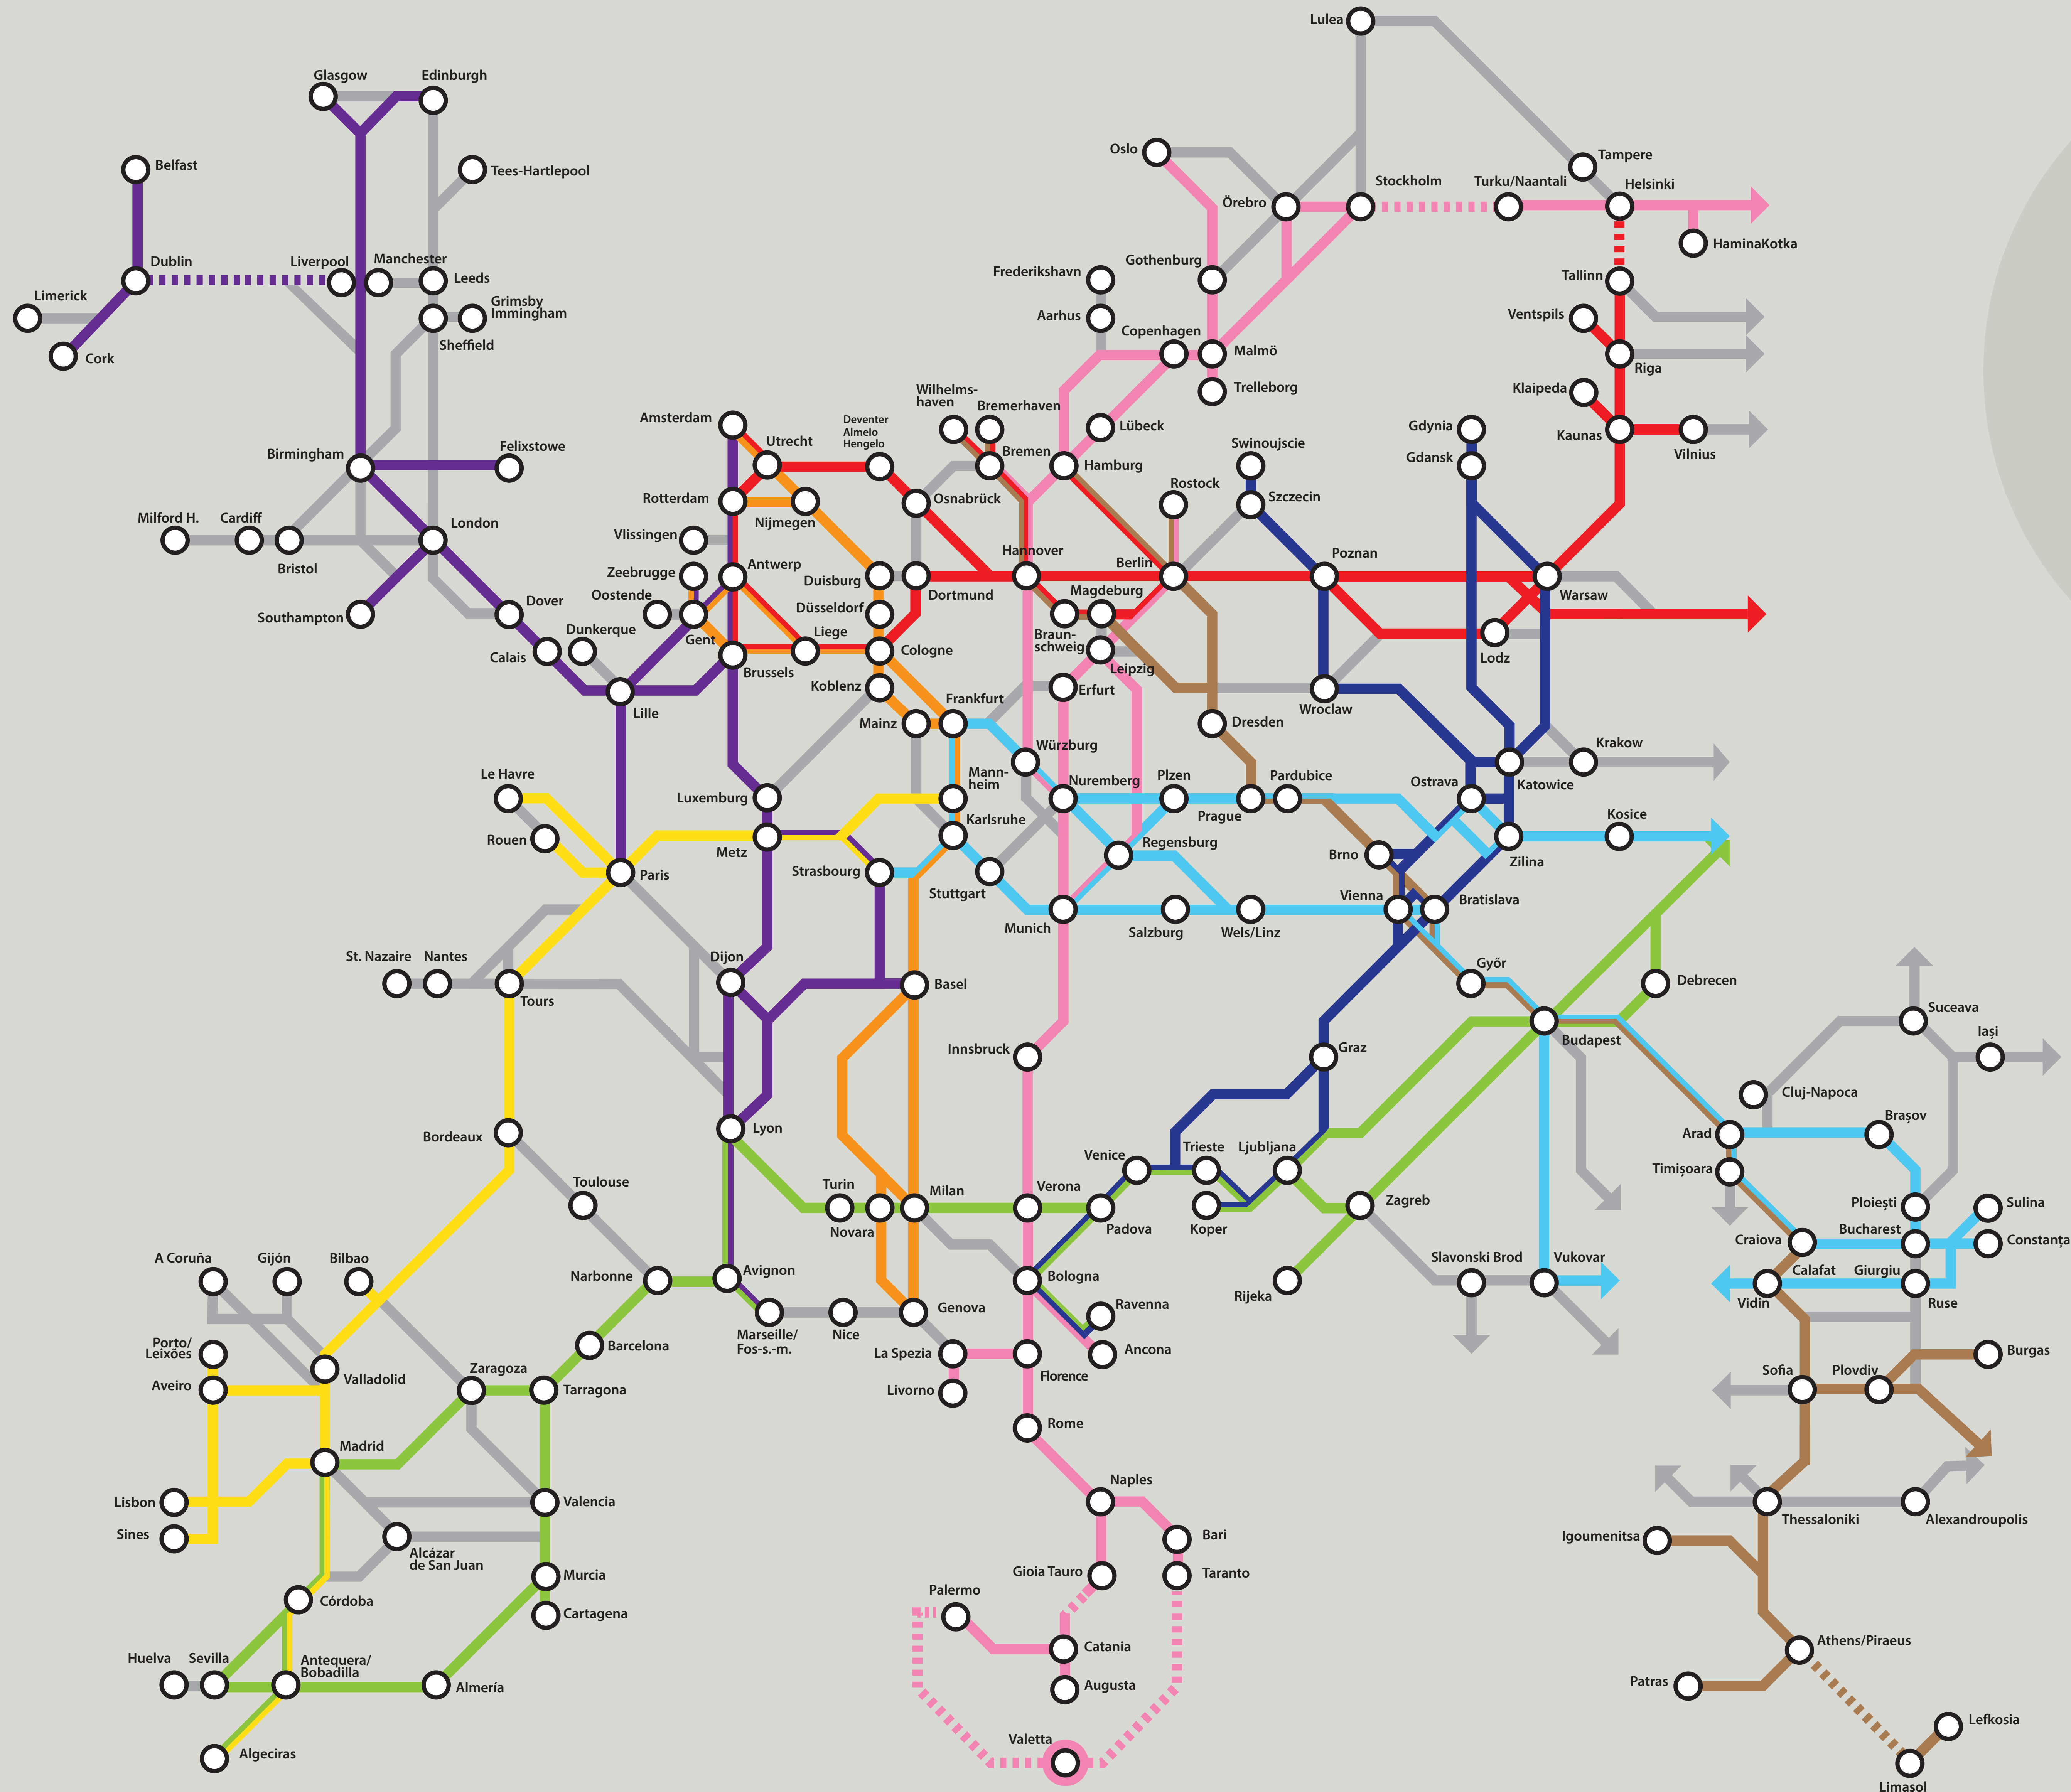 Lulea
Glasgow
Edinburgh
Oslo
Tampere
Belfast
Tees-Hartlepool
Stockholm
Turku/Naantali
Helsinki
Örebro
HaminaKotka
Dublin
Liverpool
Manchester
Leeds
Frederikshavn
Gothenburg
Tallinn
Limerick
Grimsby
Immingham
Aarhus
Ventspils
Cork
Sheffield
Copenhagen
Malmö
Riga
Trelleborg
Klaipeda
Wilhelms-
haven
Bremerhaven
Amsterdam
Utrecht
Deventer
Almelo
Hengelo
Lübeck
Gdynia
Kaunas
Vilnius
Birmingham
Felixstowe
Bremen
Hamburg
Swinoujscie
Gdansk
Rotterdam
Nijmegen
Osnabrück
Rostock
Szczecin
Milford H.
Cardiff
Bristol
London
Vlissingen
Hannover
Berlin
Poznan
Zeebrugge
Antwerp
Duisburg
Dortmund
Magdeburg
Warsaw
Oostende
Southampton
Dover
Gent
Düsseldorf
Braun-
schweig
Calais
Dunkerque
Liege
Cologne
Leipzig
Lodz
Brussels
Lille
Koblenz
Erfurt
Wroclaw
Frankfurt
Mainz
Dresden
Würzburg
Krakow
Le Havre
Luxemburg
Mann-
heim
Nuremberg
Plzen
Prague
Pardubice
Ostrava
Katowice
Rouen
Metz
Karlsruhe
Regensburg
Brno
Zilina
Kosice
Paris
Strasbourg
Stuttgart
Munich
Salzburg
Wels/Linz
Vienna
Bratislava
St. Nazaire
Nantes
Tours
Dijon
Basel
Győr
Debrecen
Budapest
Suceava
Iași
Innsbruck
Graz
Cluj-Napoca
Bordeaux
Lyon
Arad
Brașov
Venice
Trieste
Ljubljana
Timișoara
Toulouse
Turin
Novara
Milan
Verona
Padova
Koper
Zagreb
Ploiești
Sulina
Craiova
Bucharest
Constanța
A Coruña
Gijón
Bilbao
Narbonne
Avignon
Bologna
Rijeka
Slavonski Brod
Vukovar
Calafat
Vidin
Giurgiu
Ruse
Marseille/
Fos-s.-m.
Nice
Genova
Ravenna
Porto/
Leixões
Barcelona
La Spezia
Florence
Ancona
Burgas
Aveiro
Valladolid
Zaragoza
Tarragona
Livorno
Sofia
Plovdiv
Madrid
Rome
Lisbon
Valencia
Naples
Thessaloniki
Alexandroupolis
Sines
Alcázar
de San Juan
Bari
Igoumenitsa
Murcia
Gioia Tauro
Taranto
Córdoba
Cartagena
Palermo
Catania
Athens/Piraeus
Huelva
Sevilla
Antequera/
Bobadilla
Almería
Augusta
Patras
Algeciras
Valetta
Lefkosia
Limasol